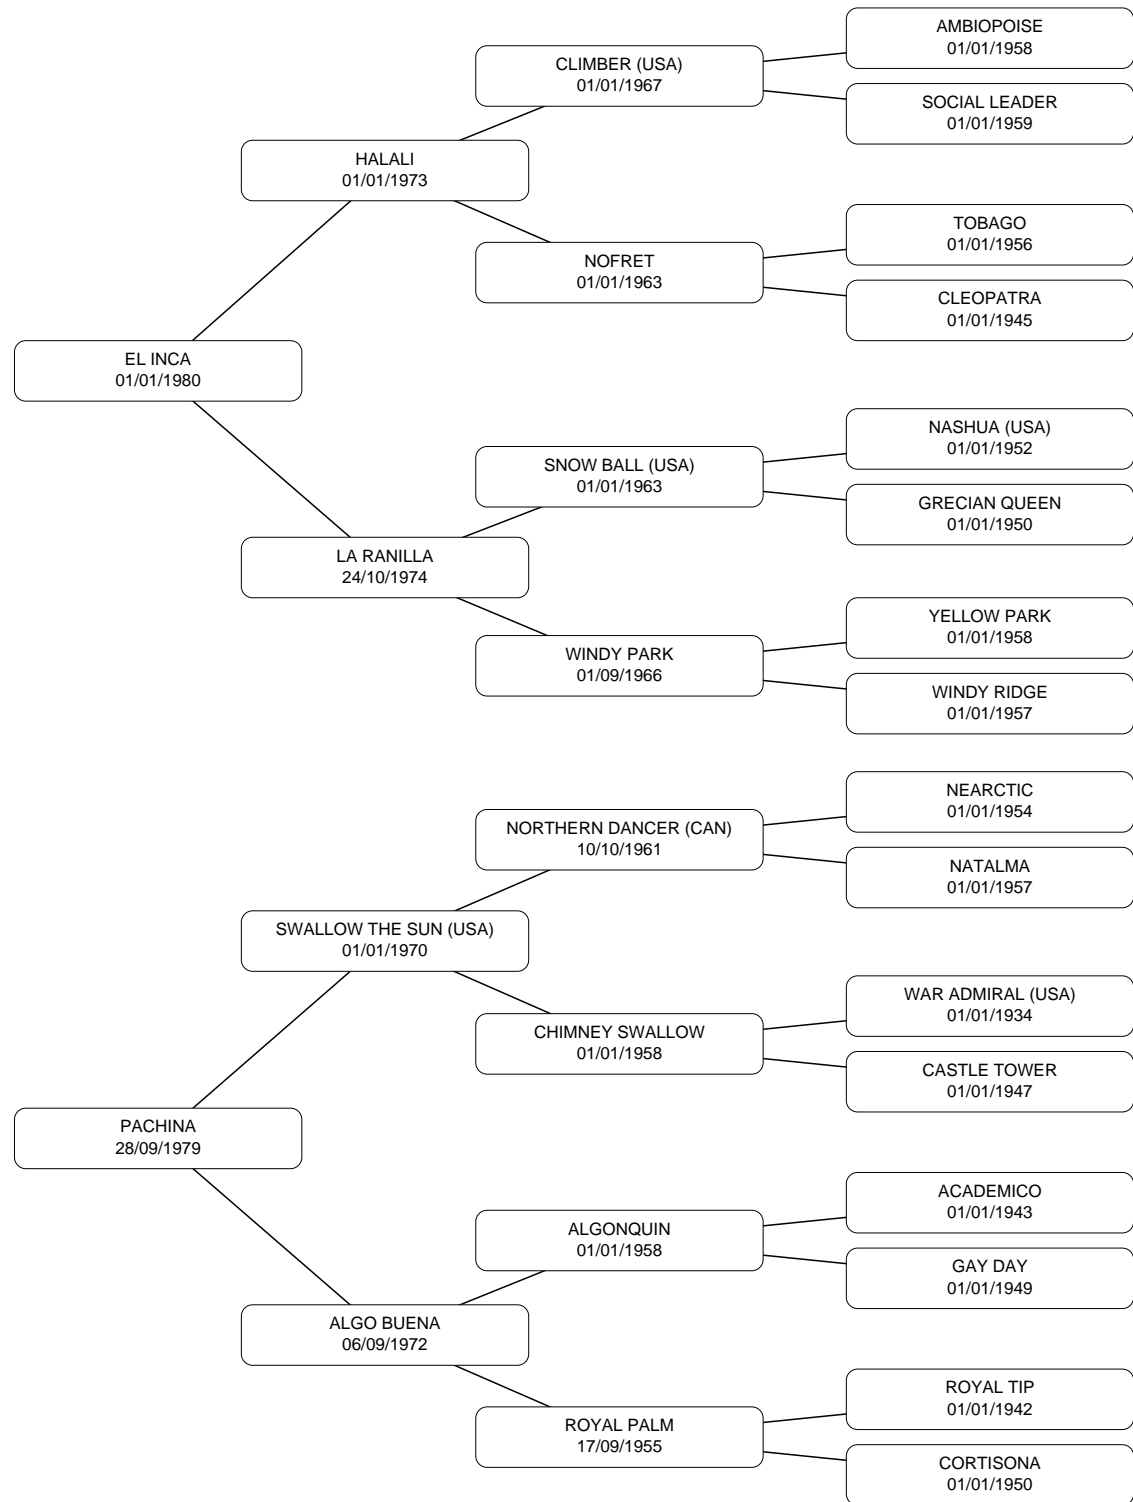 AMBIOPOISE
01/01/1958
CLIMBER (USA)
01/01/1967
SOCIAL LEADER
01/01/1959
HALALI
01/01/1973
TOBAGO
01/01/1956
NOFRET
01/01/1963
CLEOPATRA
01/01/1945
EL INCA
01/01/1980
NASHUA (USA)
01/01/1952
SNOW BALL (USA)
01/01/1963
GRECIAN QUEEN
01/01/1950
LA RANILLA
24/10/1974
YELLOW PARK
01/01/1958
WINDY PARK
01/09/1966
WINDY RIDGE
01/01/1957
NEARCTIC
01/01/1954
NORTHERN DANCER (CAN)
10/10/1961
NATALMA
01/01/1957
SWALLOW THE SUN (USA)
01/01/1970
WAR ADMIRAL (USA)
01/01/1934
CHIMNEY SWALLOW
01/01/1958
CASTLE TOWER
01/01/1947
PACHINA
28/09/1979
ACADEMICO
01/01/1943
ALGONQUIN
01/01/1958
GAY DAY
01/01/1949
ALGO BUENA
06/09/1972
ROYAL TIP
01/01/1942
ROYAL PALM
17/09/1955
CORTISONA
01/01/1950